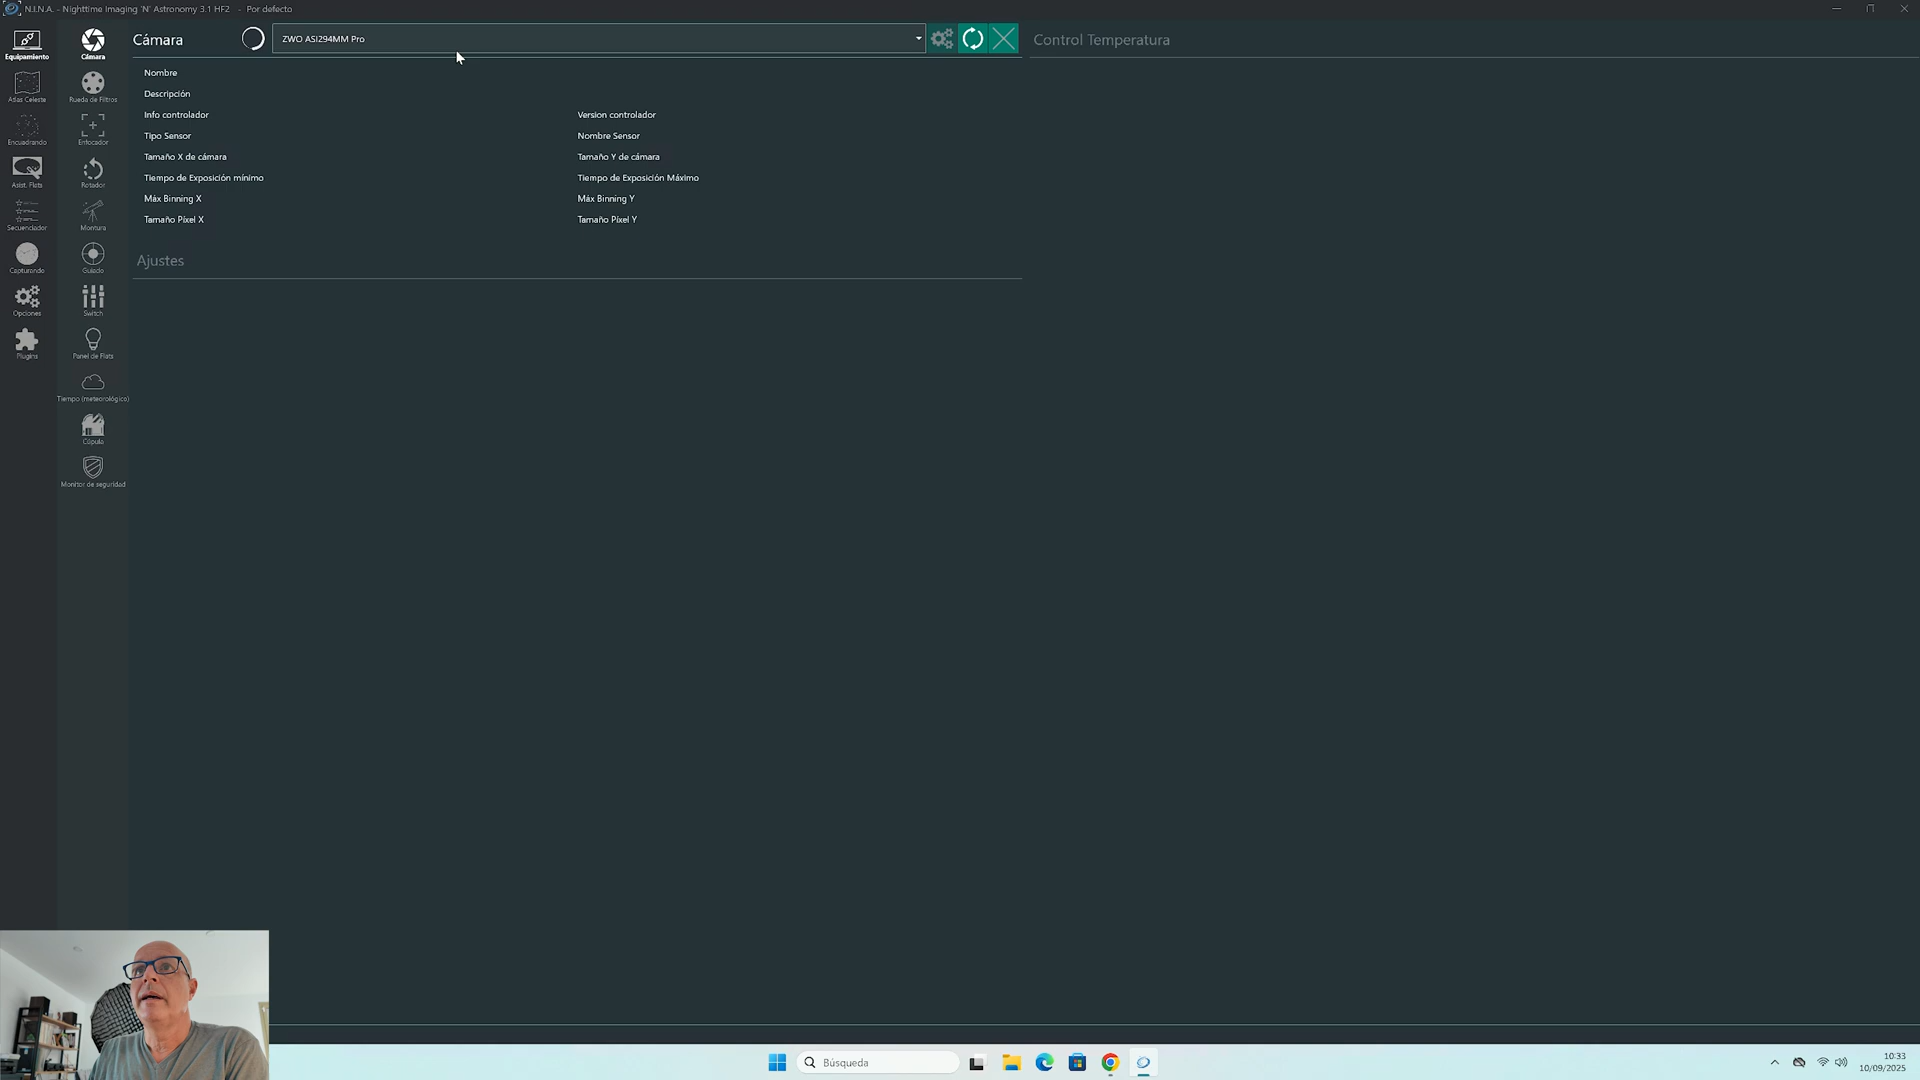 N.I.N.A. - Nighttime Imaging 'N' Astronomy 3.1 HF2 - Por defecto
Equipamiento
Atlas Celeste
Encuadrando
Asist. Flats
Secuenciador
Capturando
Opciones
Plugins
Cámara
Rueda de Filtros
Enfocador
Rotador
Montura
Guiado
Switch
Panel de Flats
Tiempo (meteorológico)
Cúpula
Monitor de seguridad
Cámara
ZWO ASI294MM Pro
Nombre
Descripción
Info controlador
Version controlador
Tipo Sensor
Nombre Sensor
Tamaño X de cámara
Tamaño Y de cámara
Tiempo de Exposición mínimo
Tiempo de Exposición Máximo
Máx Binning X
Máx Binning Y
Tamaño Píxel X
Tamaño Píxel Y
Ajustes
Control Temperatura
Búsqueda
10:33
10/09/2025